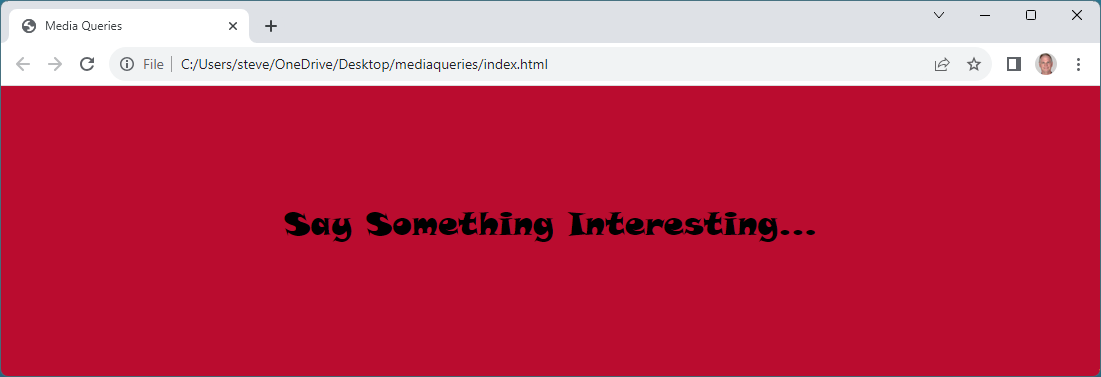 Media Queries
File C:/Users/steve/OneDrive/Desktop/mediaqueries/index.html
Say Something Interesting...